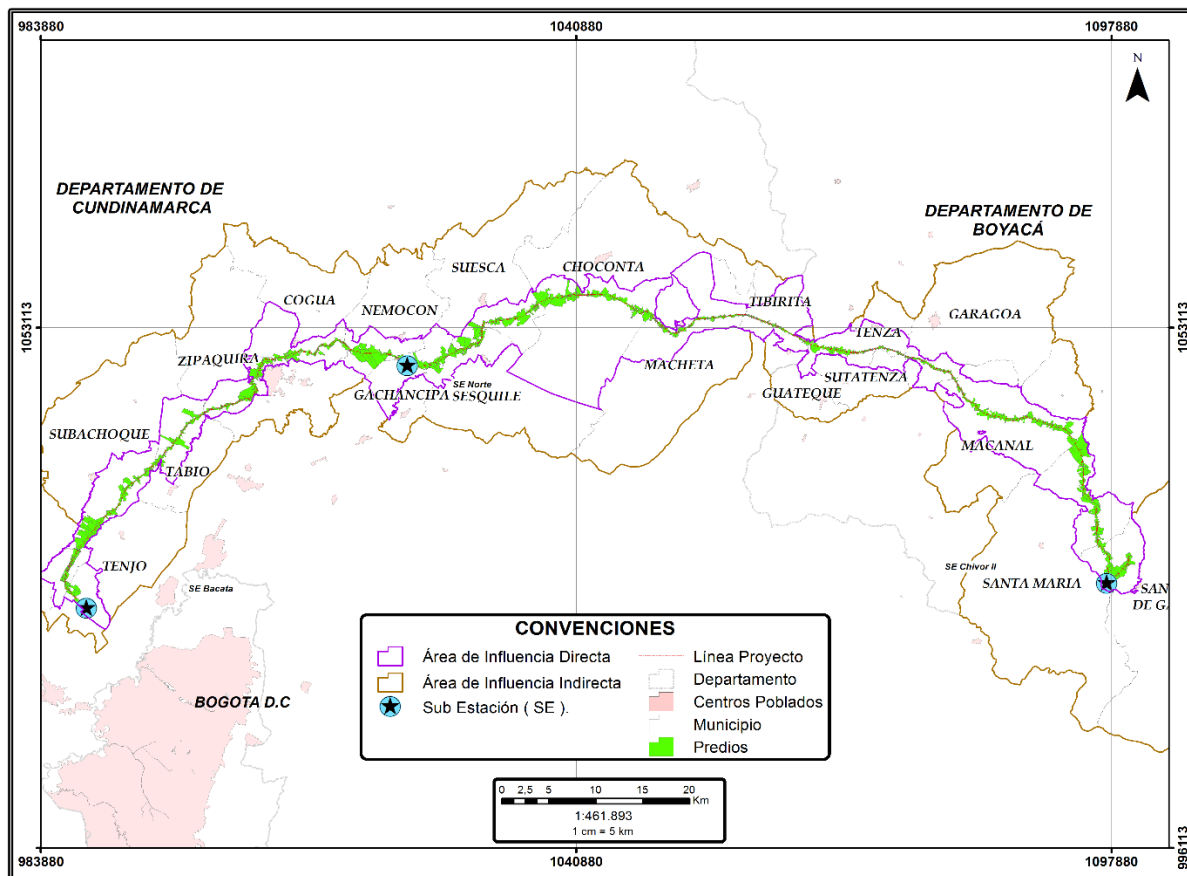 983880 1040880 1097880
N
DEPARTAMENTO DE
CUNDINAMARCA
DEPARTAMENTO DE
BOYACÁ
SUESCA
CHOCONTA
COGUA
NEMOCON
TIBIRITA
GARAGOA
1053113 1053113
TENZA
ZIPAQUIRA
MACHETA
SUTATENZA
GUATEQUE
GACHANCIPA
SE Norte
SESQUILE
SUBACHOQUE
MACANAL
TABIO
TENJO
SE Bacata
SE Chivor II
SANTA MARIA
SAN
DE GA
BOGOTA D.C
CONVENCIONES
Área de Influencia Directa
Área de Influencia Indirecta
Sub Estación ( SE ).
Línea Proyecto
Departamento
Centros Poblados
Municipio
Predios
0 2,5 5 10 15 20
Km
1:461.893
1 cm = 5 km
996113
983880 1040880 1097880